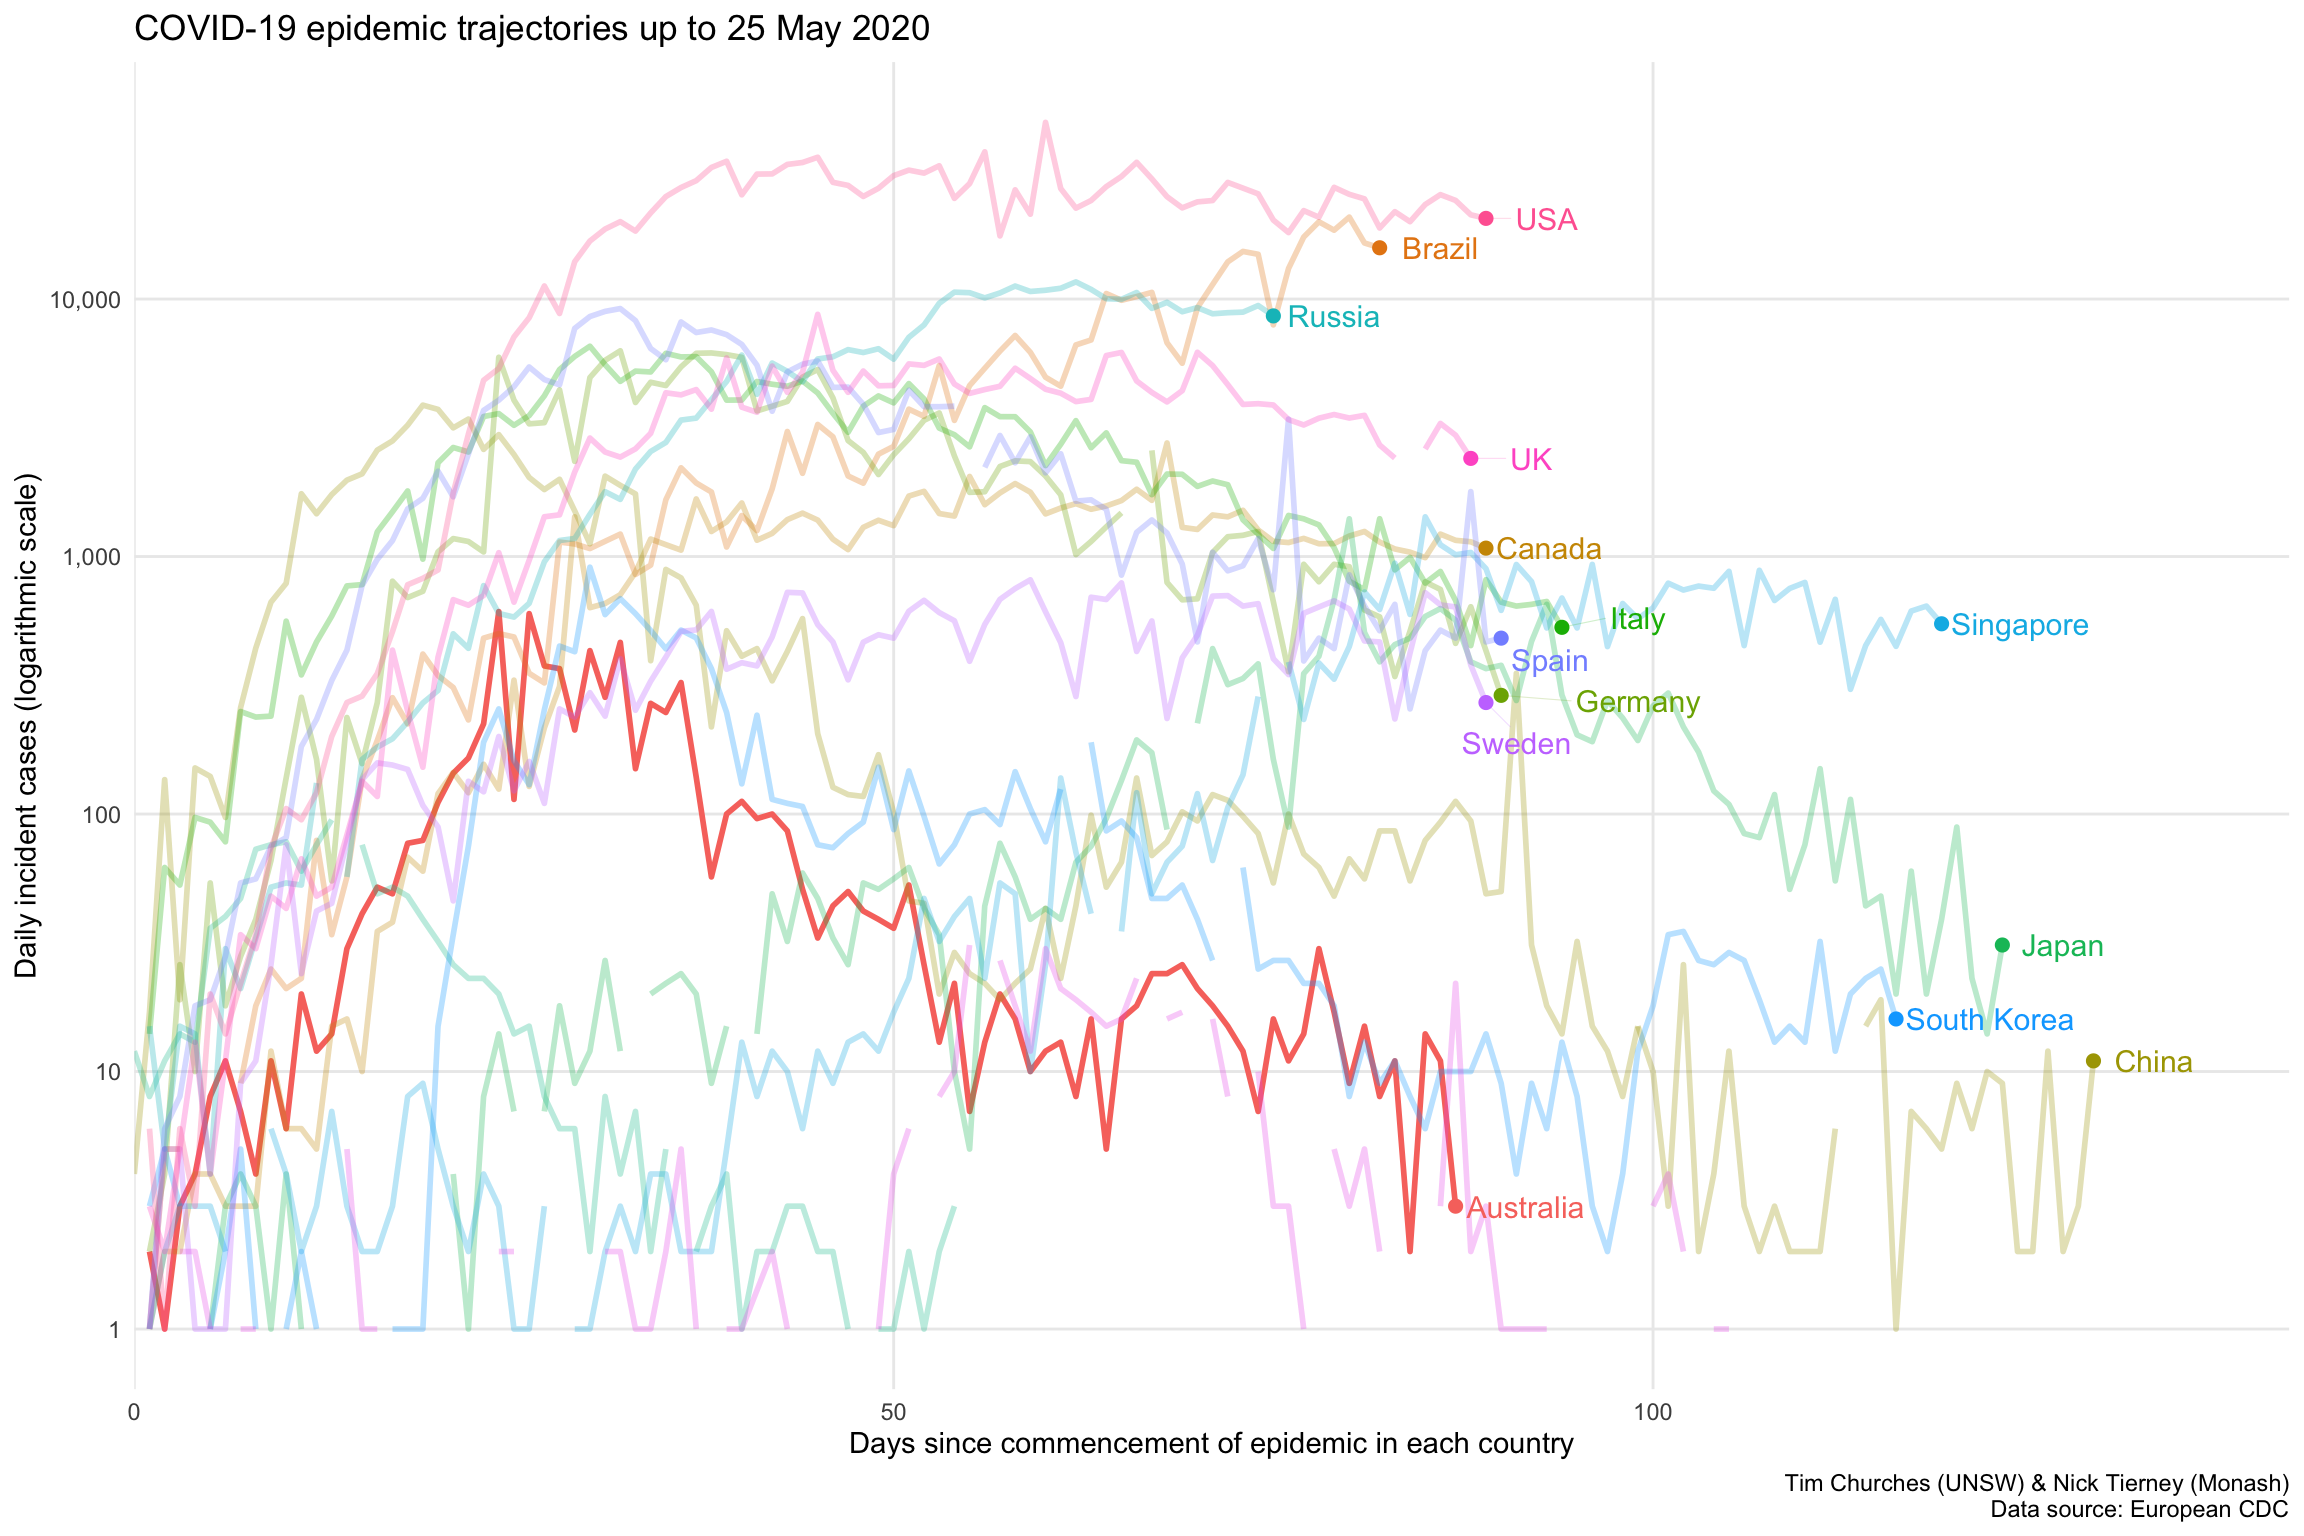 COVID-19 epidemic trajectories up to 25 May 2020
Daily incident cases (logarithmic scale)
10,000
1,000
100
10
1
USA
Brazil
Russia
UK
Canada
Italy
Singapore
Spain
Germany
Sweden
Japan
South Korea
China
Australia
0
50
100
Days since commencement of epidemic in each country
Tim Churches (UNSW) & Nick Tierney (Monash)
Data source: European CDC